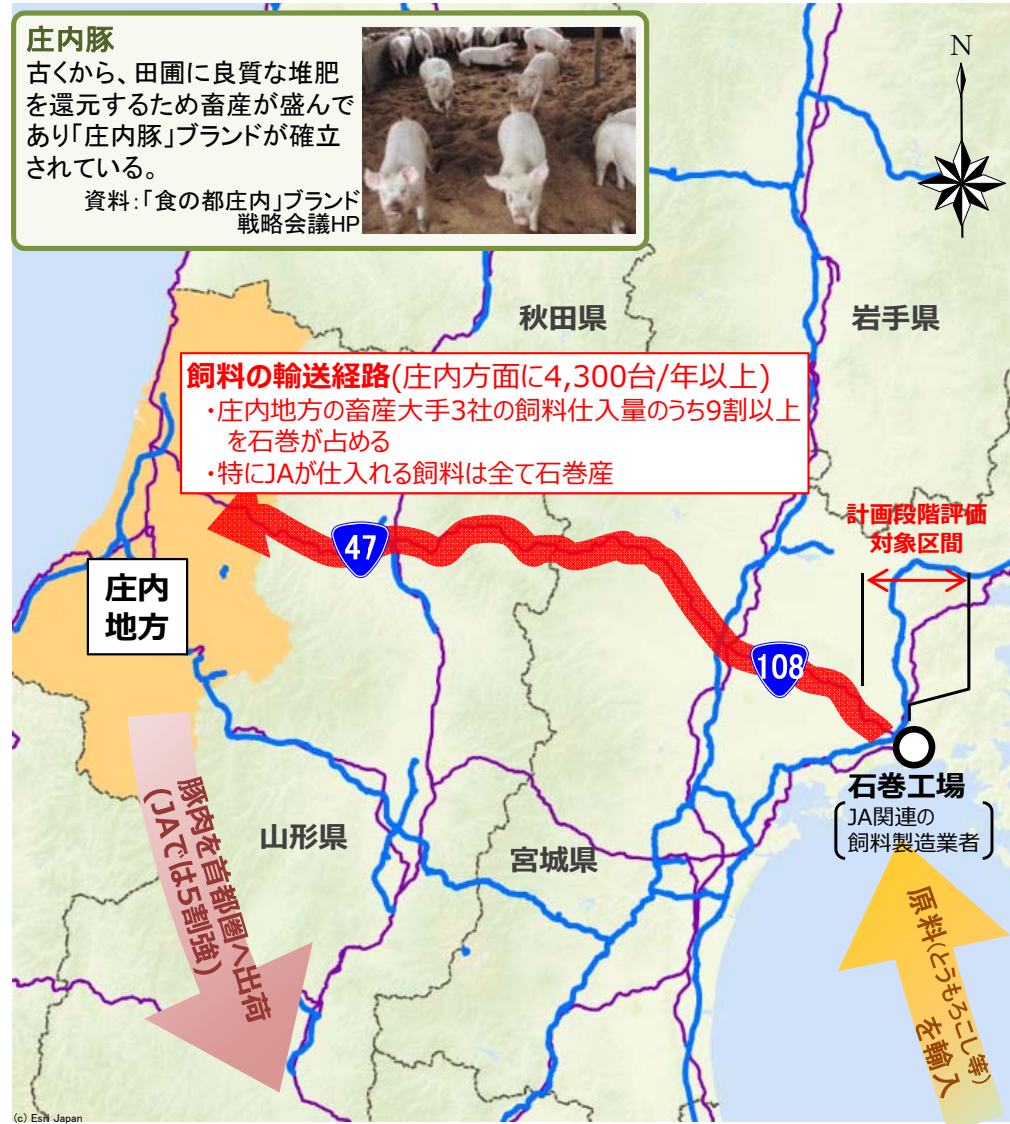 庄内豚
古くから、田圃に良質な堆肥
を還元するため畜産が盛んで
あり「庄内豚」ブランドが確立
されている。
資料:「食の都庄内」ブランド
戦略会議HP
N
秋田県
岩手県
飼料の輸送経路(庄内方面に4,300台/年以上)
・庄内地方の畜産大手3社の飼料仕入量のうち9割以上
を石巻が占める
・特にJAが仕入れる飼料は全て石巻産
計画段階評価
対象区間
47
庄内
地方
108
石巻工場
JA関連の
飼料製造業者
山形県
宮城県
豚肉を首都圏へ出荷
(JAでは5割強)
原料(とうもろこし等)
を輸入
(c) Esri Japan